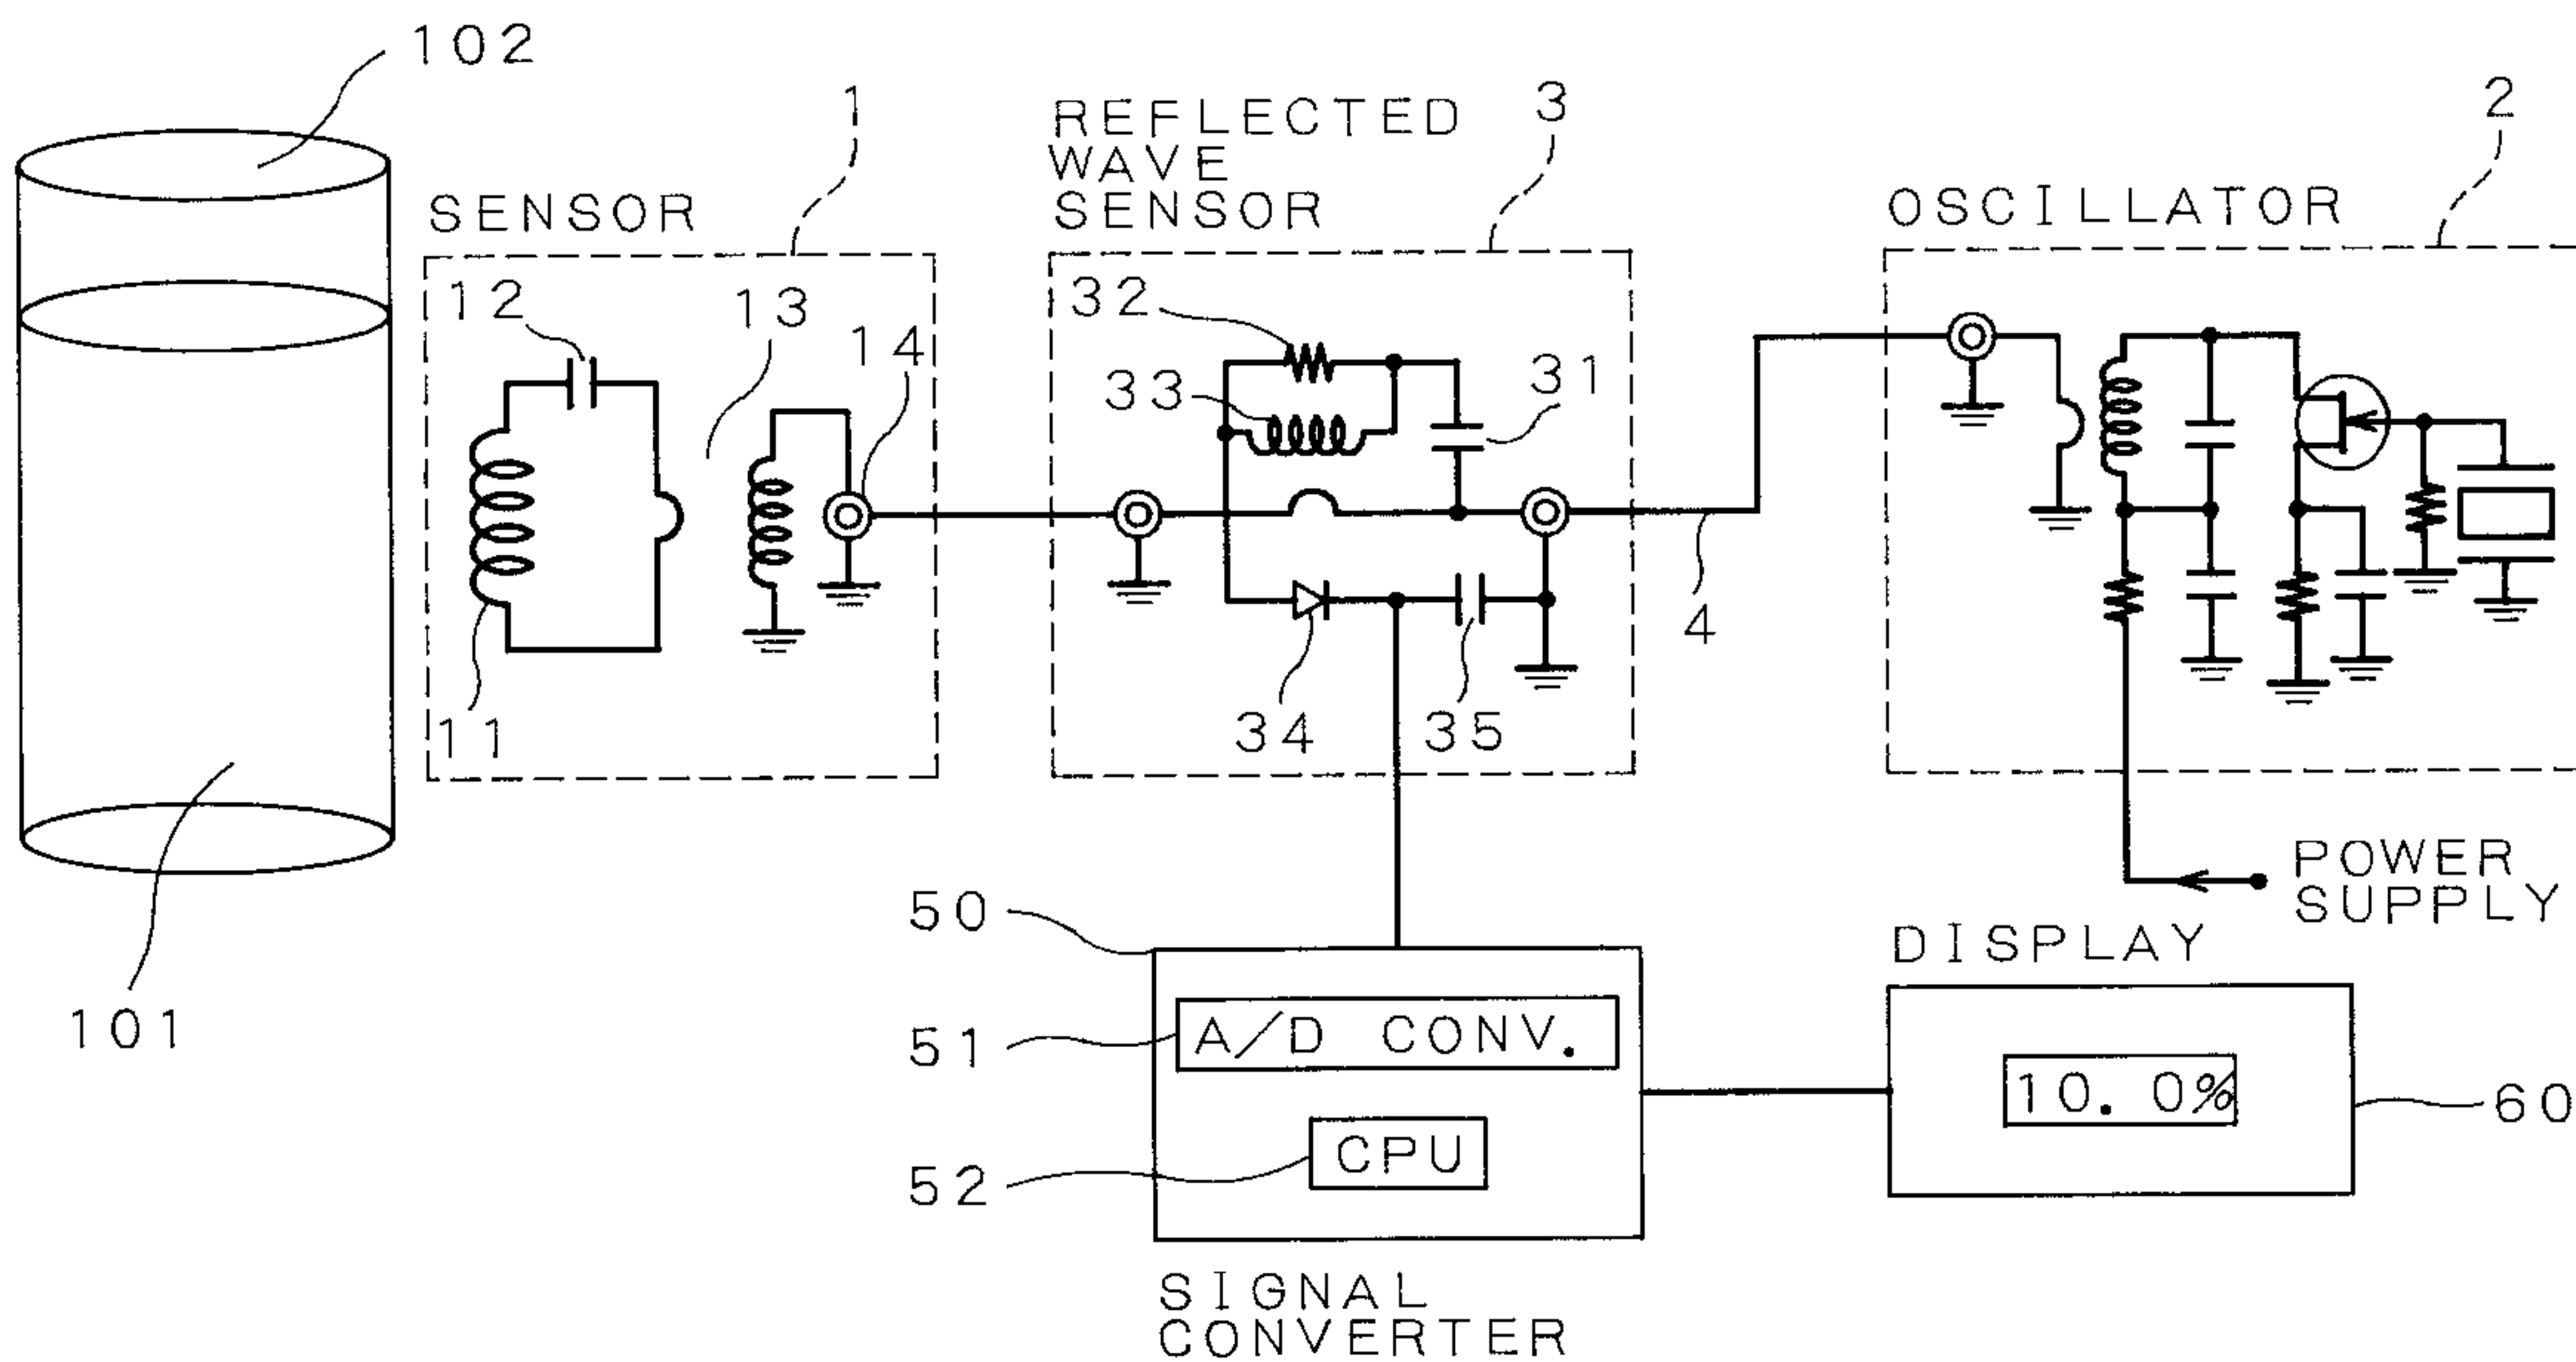 102
1
REFLECTED
WAVE
SENSOR
3
2
SENSOR
OSCILLATOR
12
13
14
32
33
31
11
34
35
4
101
POWER
SUPPLY
50
DISPLAY
51
A/D CONV.
10.0%
60
52
CPU
SIGNAL
CONVERTER